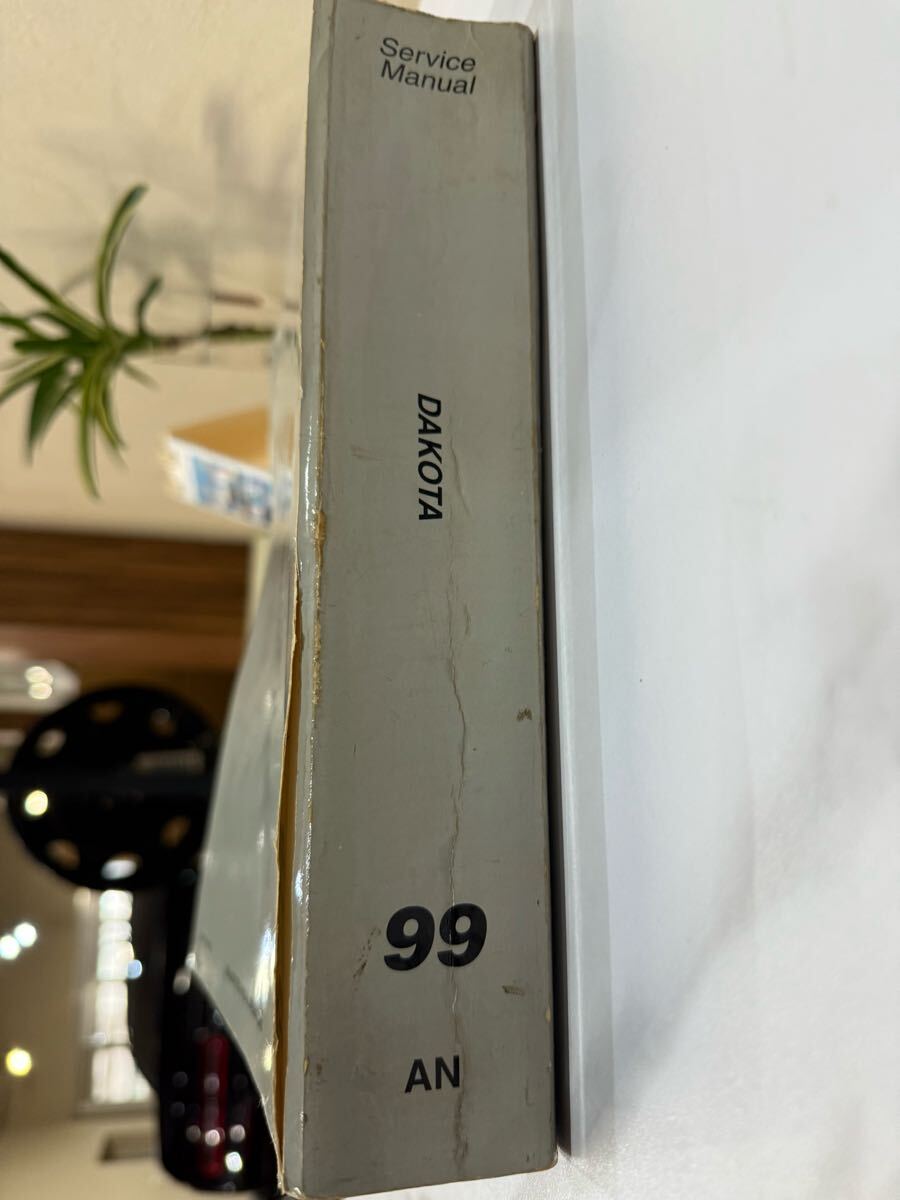 Service
Manual
DAKOTA
99
AN